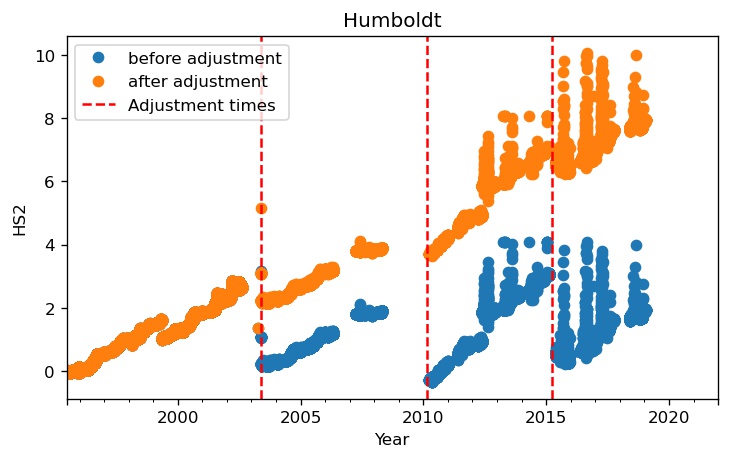 Humboldt
before adjustment
after adjustment
Adjustment times
HS2
10
8
6
4
2
0
2000 2005 2010 2015 2020
Year